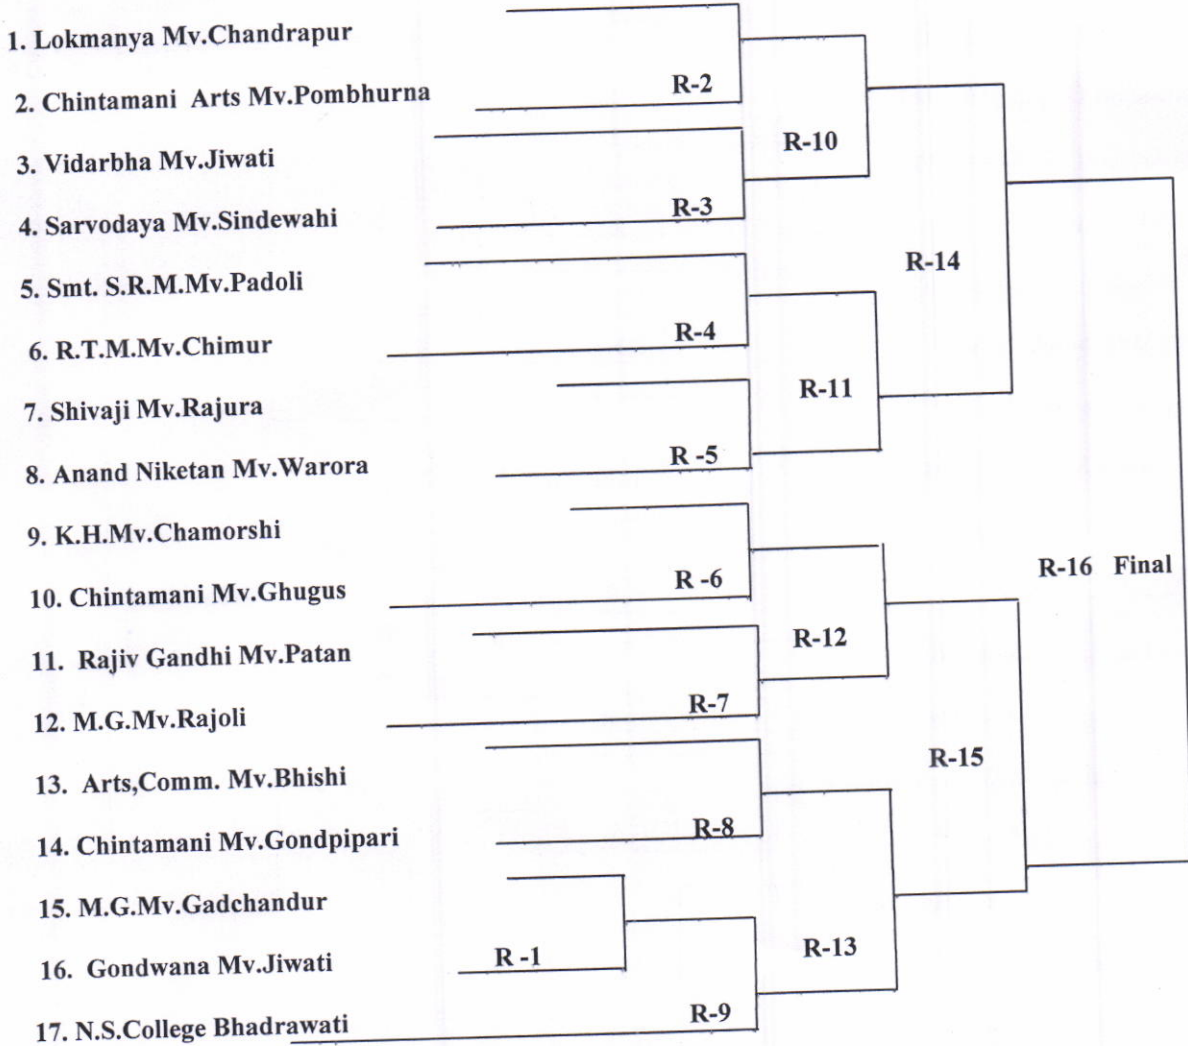 1. Lokmanya Mv.Chandrapur
2. Chintamani Arts Mv.Pombhurna
R-2
3. Vidarbha Mv.Jiwati
R-10
4. Sarvodaya Mv.Sindewahi
R-3
5. Smt. S.R.M.Mv.Padoli
R-14
6. R.T.M.Mv.Chimur
R-4
7. Shivaji Mv.Rajura
R-11
8. Anand Niketan Mv.Warora
R -5
9. K.H.Mv.Chamorshi
10. Chintamani Mv.Ghugus
R -6
R-16 Final
11. Rajiv Gandhi Mv.Patan
R-12
12. M.G.Mv.Rajoli
R-7
13. Arts,Comm. Mv.Bhishi
R-15
14. Chintamani Mv.Gondpipari
R-8
15. M.G.Mv.Gadchandur
16. Gondwana Mv.Jiwati
R -1
R-13
17. N.S.College Bhadrawati
R-9